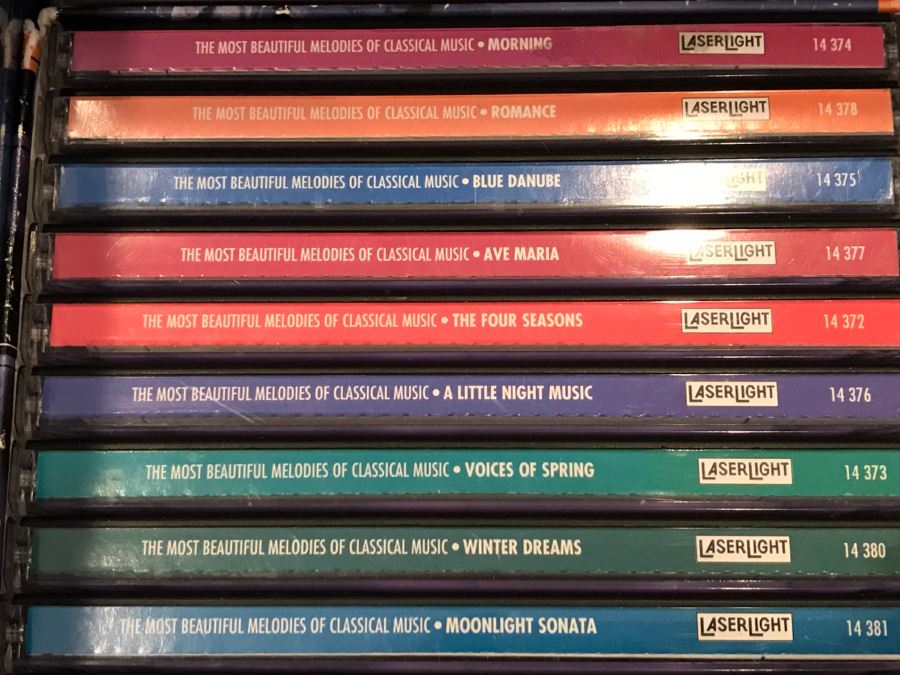 THE MOST BEAUTIFUL MELODIES OF CLASSICAL MUSIC • MORNING LASERLIGHT 14 374
THE MOST BEAUTIFUL MELODIES OF CLASSICAL MUSIC • ROMANCE LASERLIGHT 14 378
THE MOST BEAUTIFUL MELODIES OF CLASSICAL MUSIC • BLUE DANUBE 14 375
THE MOST BEAUTIFUL MELODIES OF CLASSICAL MUSIC • AVE MARIA LASERLIGHT 14 377
THE MOST BEAUTIFUL MELODIES OF CLASSICAL MUSIC • THE FOUR SEASONS LASERLIGHT 14 372
THE MOST BEAUTIFUL MELODIES OF CLASSICAL MUSIC • A LITTLE NIGHT MUSIC LASERLIGHT 14 376
THE MOST BEAUTIFUL MELODIES OF CLASSICAL MUSIC • VOICES OF SPRING LASERLIGHT 14 373
THE MOST BEAUTIFUL MELODIES OF CLASSICAL MUSIC • WINTER DREAMS LASERLIGHT 14 380
THE MOST BEAUTIFUL MELODIES OF CLASSICAL MUSIC • MOONLIGHT SONATA LASERLIGHT 14 381